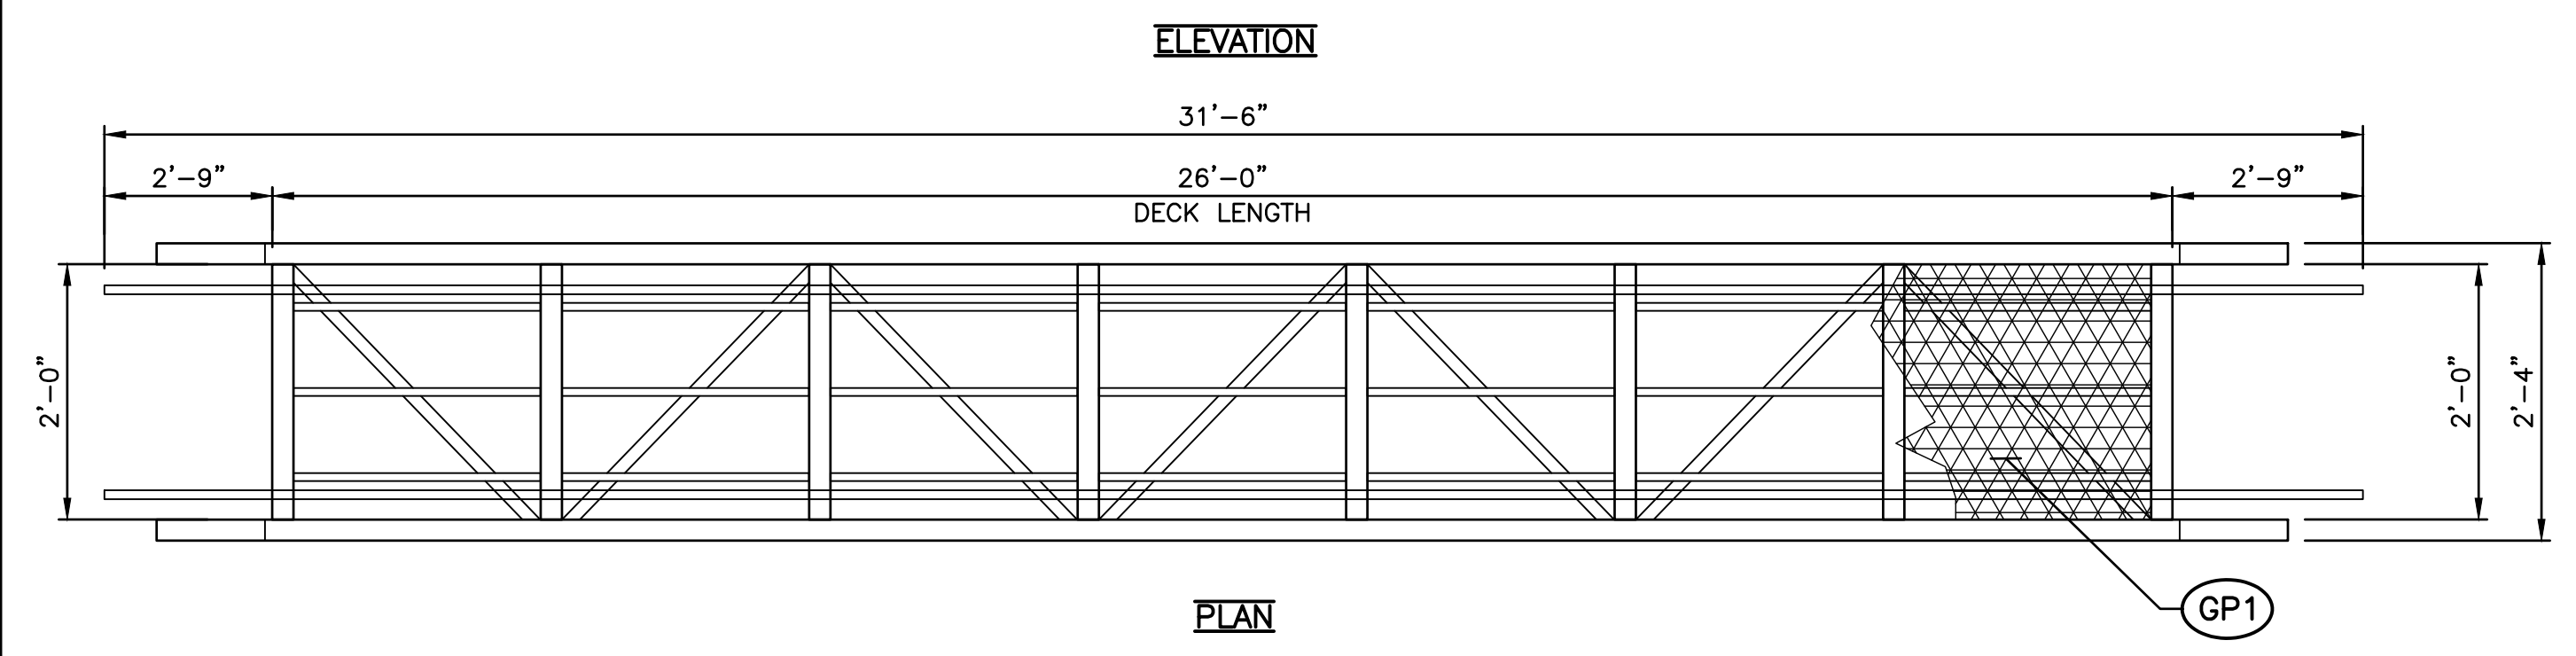 ELEVATION
31'-6"
2'-9"
26'-0"
2'-9"
DECK LENGTH
2'-0"
2'-0"
2'-4"
GP1
PLAN